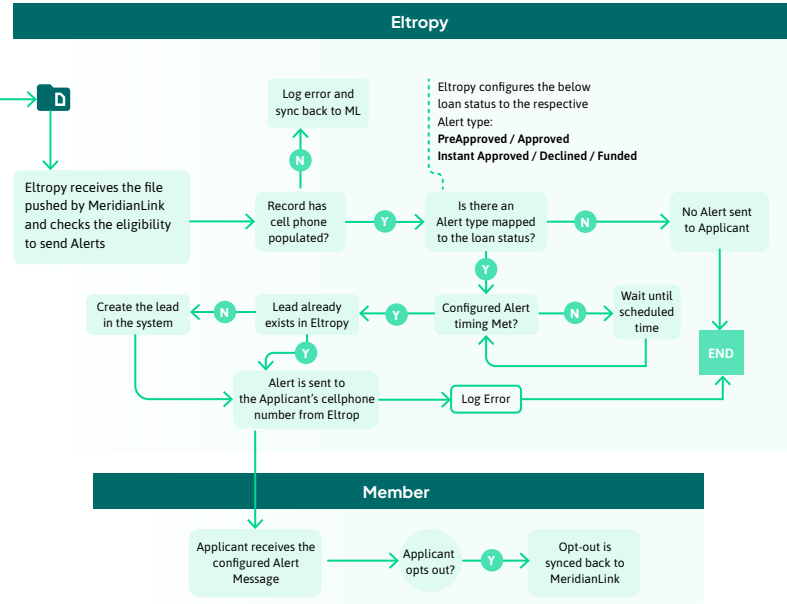 Eltropy
Log error and
sync back to ML
Eltropy configures the below
loan status to the respective
Alert type:
PreApproved / Approved
Instant Approved / Declined / Funded
N
Eltropy receives the file
pushed by MeridianLink
and checks the eligibility
to send Alerts
Record has
cell phone
populated?
Y
Is there an
Alert type mapped
to the loan status?
N
No Alert sent
to Applicant
Y
Create the lead
in the system
N
Lead already
exists in Eltropy
Y
Configured Alert
timing Met?
N
Wait until
scheduled
time
END
Y
Alert is sent to
the Applicant's cellphone
number from Eltrop
Log Error
Member
Applicant receives the
configured Alert
Message
Applicant
opts out?
Y
Opt-out is
synced back to
MeridianLink